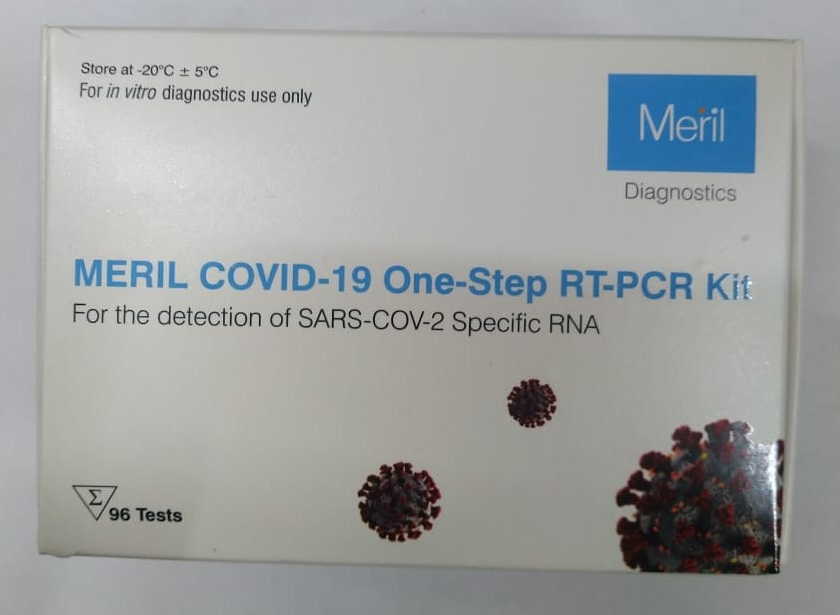 Store at -20°C ± 5°C
For in vitro diagnostics use only
Meril
Diagnostics
MERIL COVID-19 One-Step RT-PCR Kit
For the detection of SARS-COV-2 Specific RNA
Σ 96 Tests